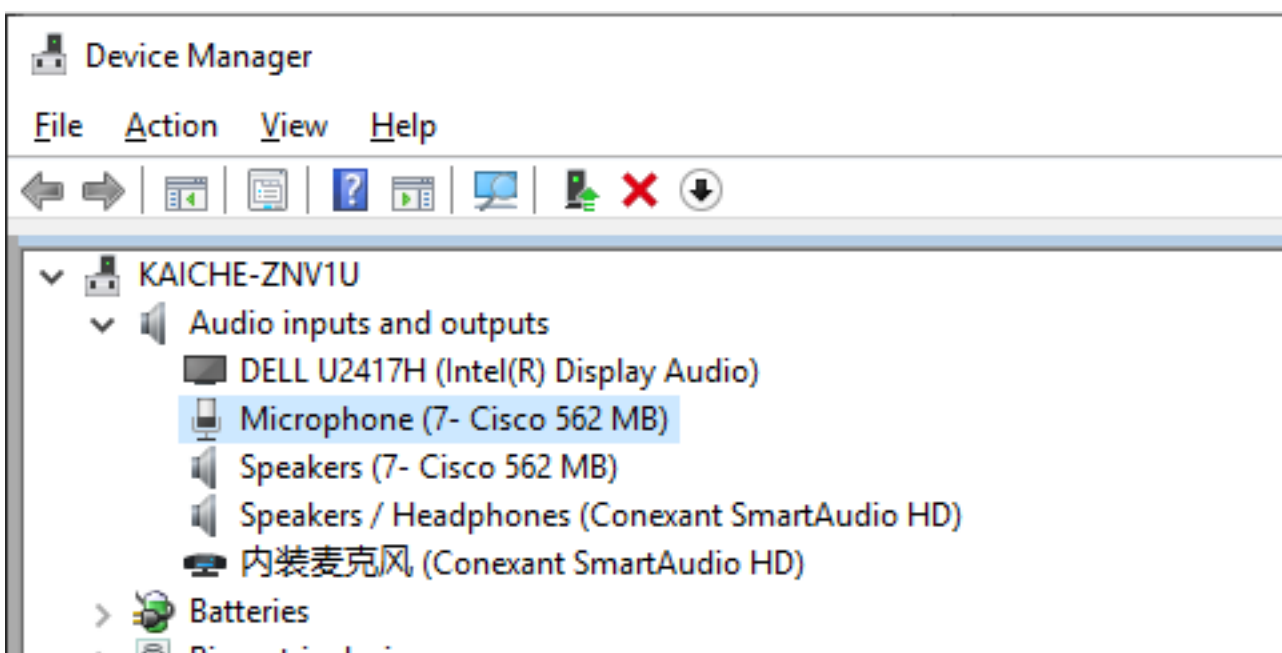 Device Manager
File Action View Help
KAICHE-ZNV1U
Audio inputs and outputs
DELL U2417H (Intel(R) Display Audio)
Microphone (7- Cisco 562 MB)
Speakers (7- Cisco 562 MB)
Speakers / Headphones (Conexant SmartAudio HD)
内装麦克风 (Conexant SmartAudio HD)
Batteries